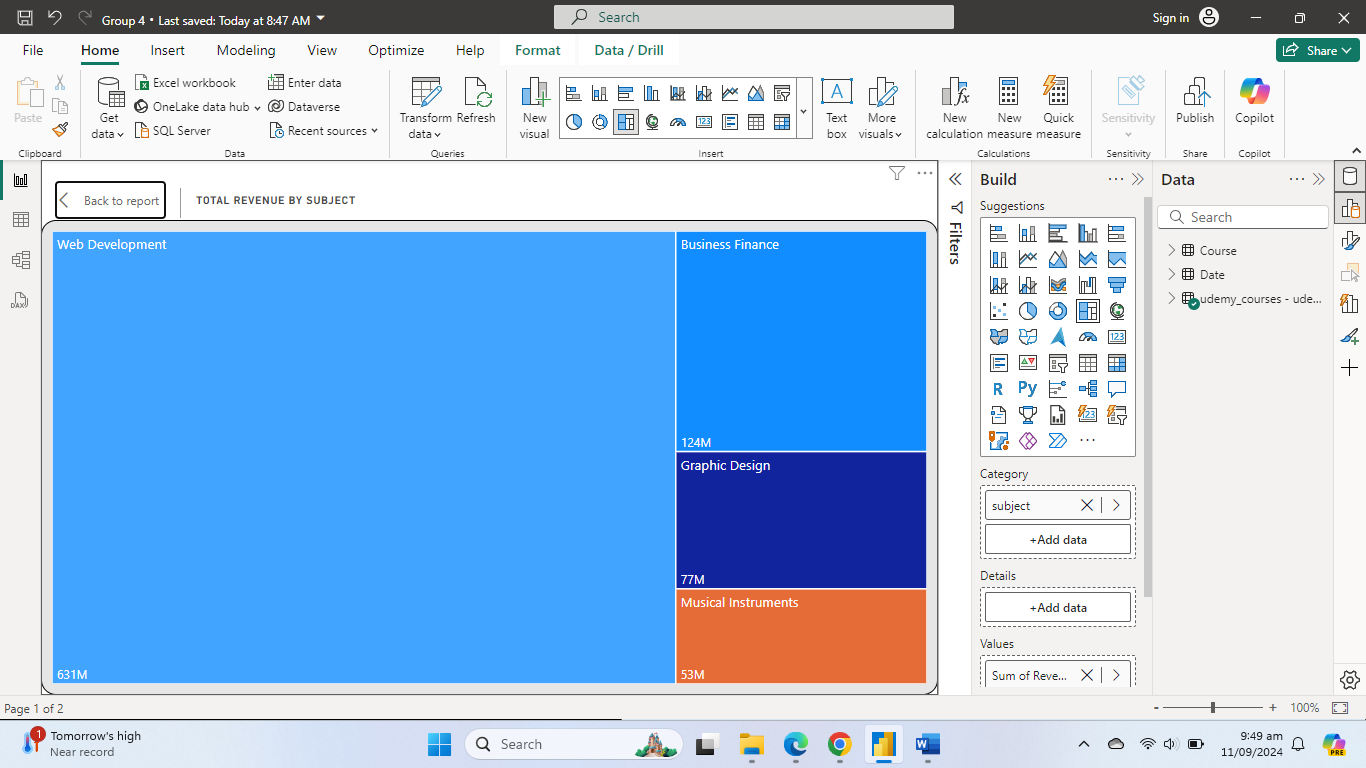 Group 4 • Last saved: Today at 8:47 AM
Search
Sign in
File Home Insert Modeling View Optimize Help Format Data / Drill
Share
Paste
Clipboard
Get data
Excel workbook
OneLake data hub
SQL Server
Enter data
Dataverse
Recent sources
Data
Transform data
Refresh
Queries
New visual
Text box
More visuals
Insert
New calculation
New measure
Quick measure
Calculations
Sensitivity
Sensitivity
Publish
Share
Copilot
Copilot
Back to report
TOTAL REVENUE BY SUBJECT
Web Development
631M
Business Finance
124M
Graphic Design
77M
Musical Instruments
53M
Filters
Build
Suggestions
R
Py
123
123
Category
subject
+Add data
Details
+Add data
Values
Sum of Reve...
Data
Search
Course
Date
udemy_courses - ude...
DAX
Page 1 of 2
- + 100%
1
Tomorrow's high
Near record
Search
9:49 am
11/09/2024
PRE